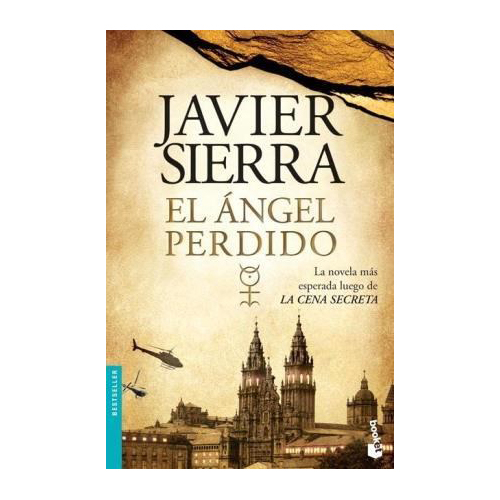 JAVIER
SIERRA
EL ÁNGEL
PERDIDO
La novela más
esperada luego de
LA CENA SECRETA
BESTSELLER
booket